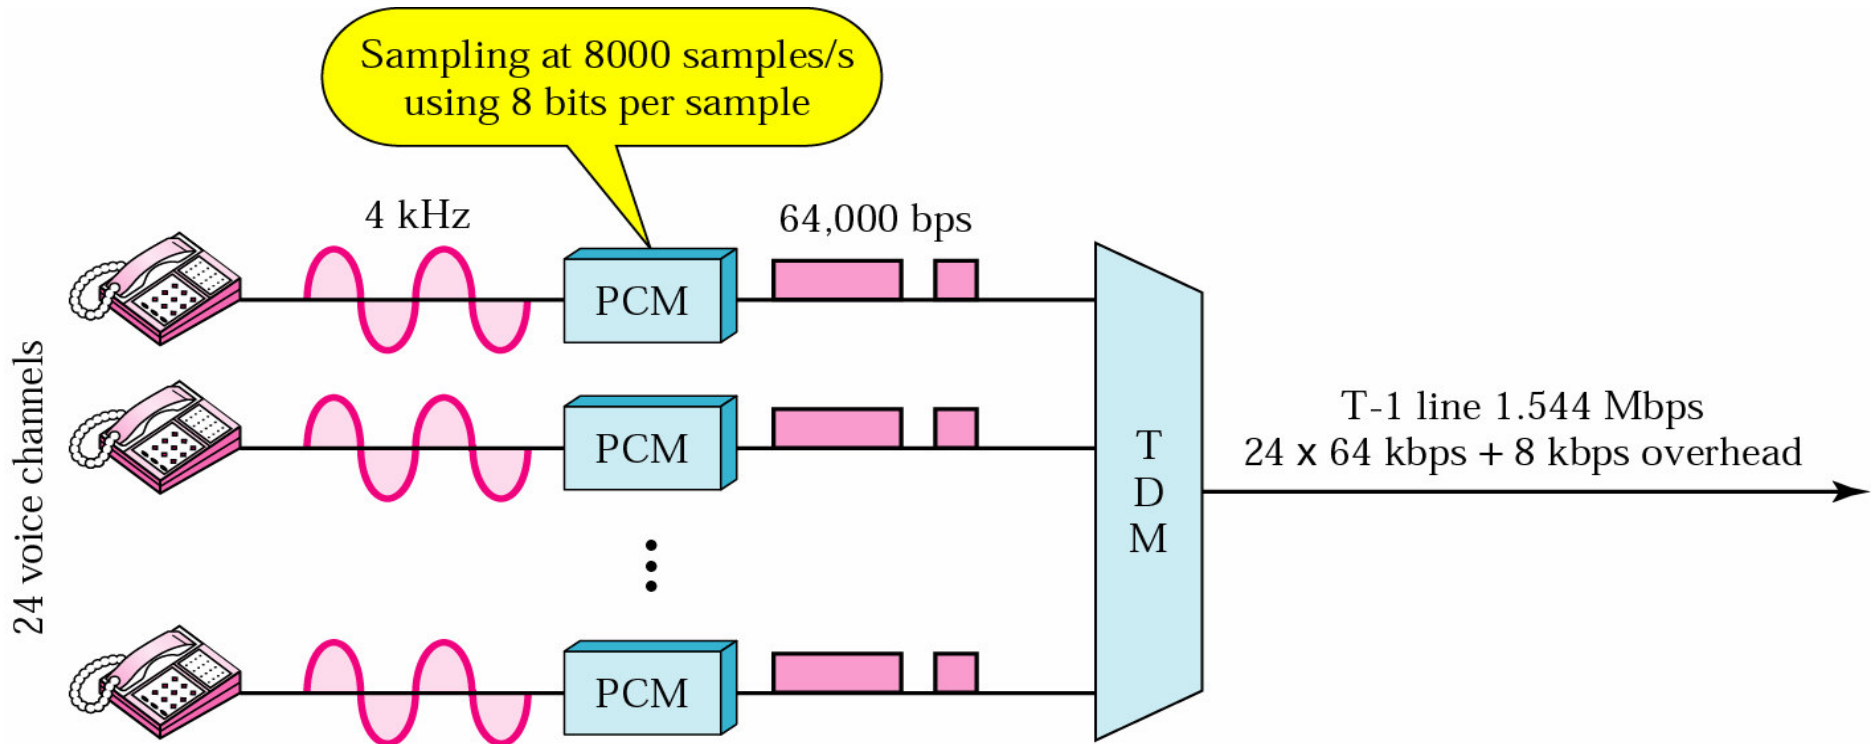 Sampling at 8000 samples/s
using 8 bits per sample
4 kHz
64,000 bps
PCM
PCM
PCM
24 voice channels
T
D
M
T-1 line 1.544 Mbps
24 x 64 kbps + 8 kbps overhead